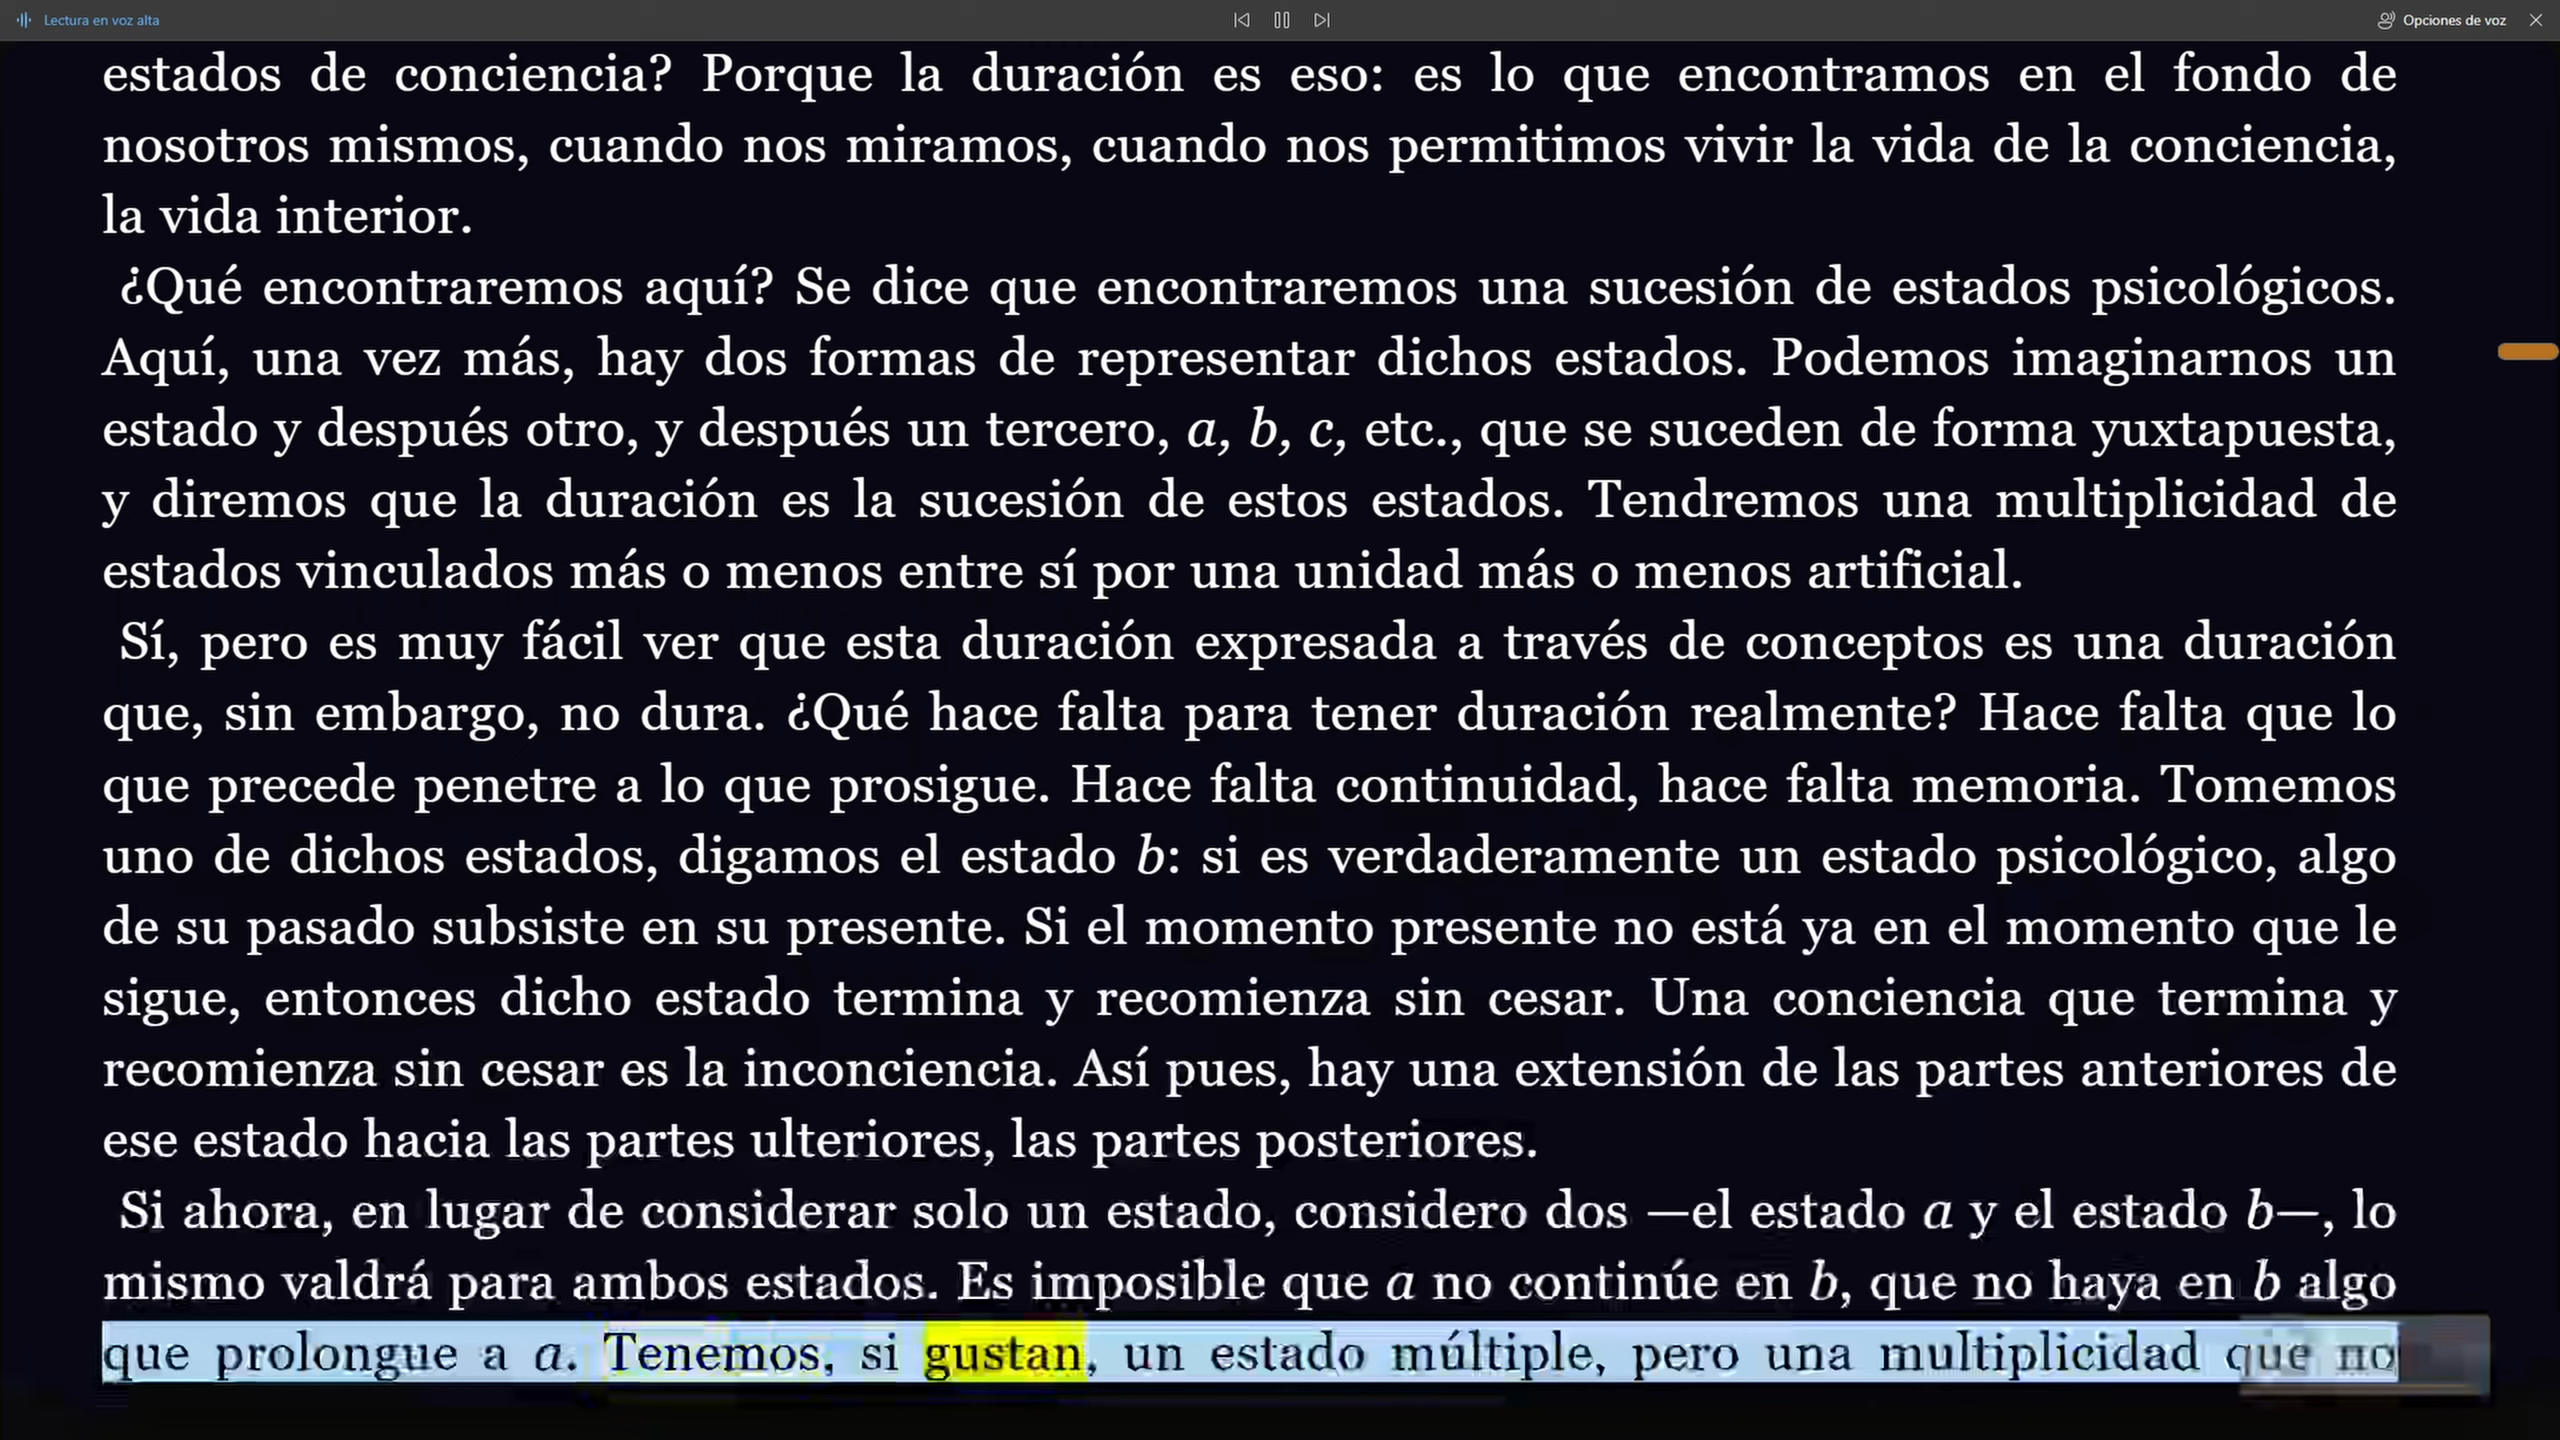 Lectura en voz alta
Opciones de voz
estados de conciencia? Porque la duración es eso: es lo que encontramos en el fondo de
nosotros mismos, cuando nos miramos, cuando nos permitimos vivir la vida de la conciencia,
la vida interior.
¿Qué encontraremos aquí? Se dice que encontraremos una sucesión de estados psicológicos.
Aquí, una vez más, hay dos formas de representar dichos estados. Podemos imaginarnos un
estado y después otro, y después un tercero, a, b, c, etc., que se suceden de forma yuxtapuesta,
y diremos que la duración es la sucesión de estos estados. Tendremos una multiplicidad de
estados vinculados más o menos entre sí por una unidad más o menos artificial.
Sí, pero es muy fácil ver que esta duración expresada a través de conceptos es una duración
que, sin embargo, no dura. ¿Qué hace falta para tener duración realmente? Hace falta que lo
que precede penetre a lo que prosigue. Hace falta continuidad, hace falta memoria. Tomemos
uno de dichos estados, digamos el estado b: si es verdaderamente un estado psicológico, algo
de su pasado subsiste en su presente. Si el momento presente no está ya en el momento que le
sigue, entonces dicho estado termina y recomienza sin cesar. Una conciencia que termina y
recomienza sin cesar es la inconciencia. Así pues, hay una extensión de las partes anteriores de
ese estado hacia las partes ulteriores, las partes posteriores.
Si ahora, en lugar de considerar solo un estado, considero dos —el estado a y el estado b—, lo
mismo valdrá para ambos estados. Es imposible que a no continúe en b, que no haya en b algo
que prolongue a a. Tenemos, si gustan, un estado múltiple, pero una multiplicidad que no